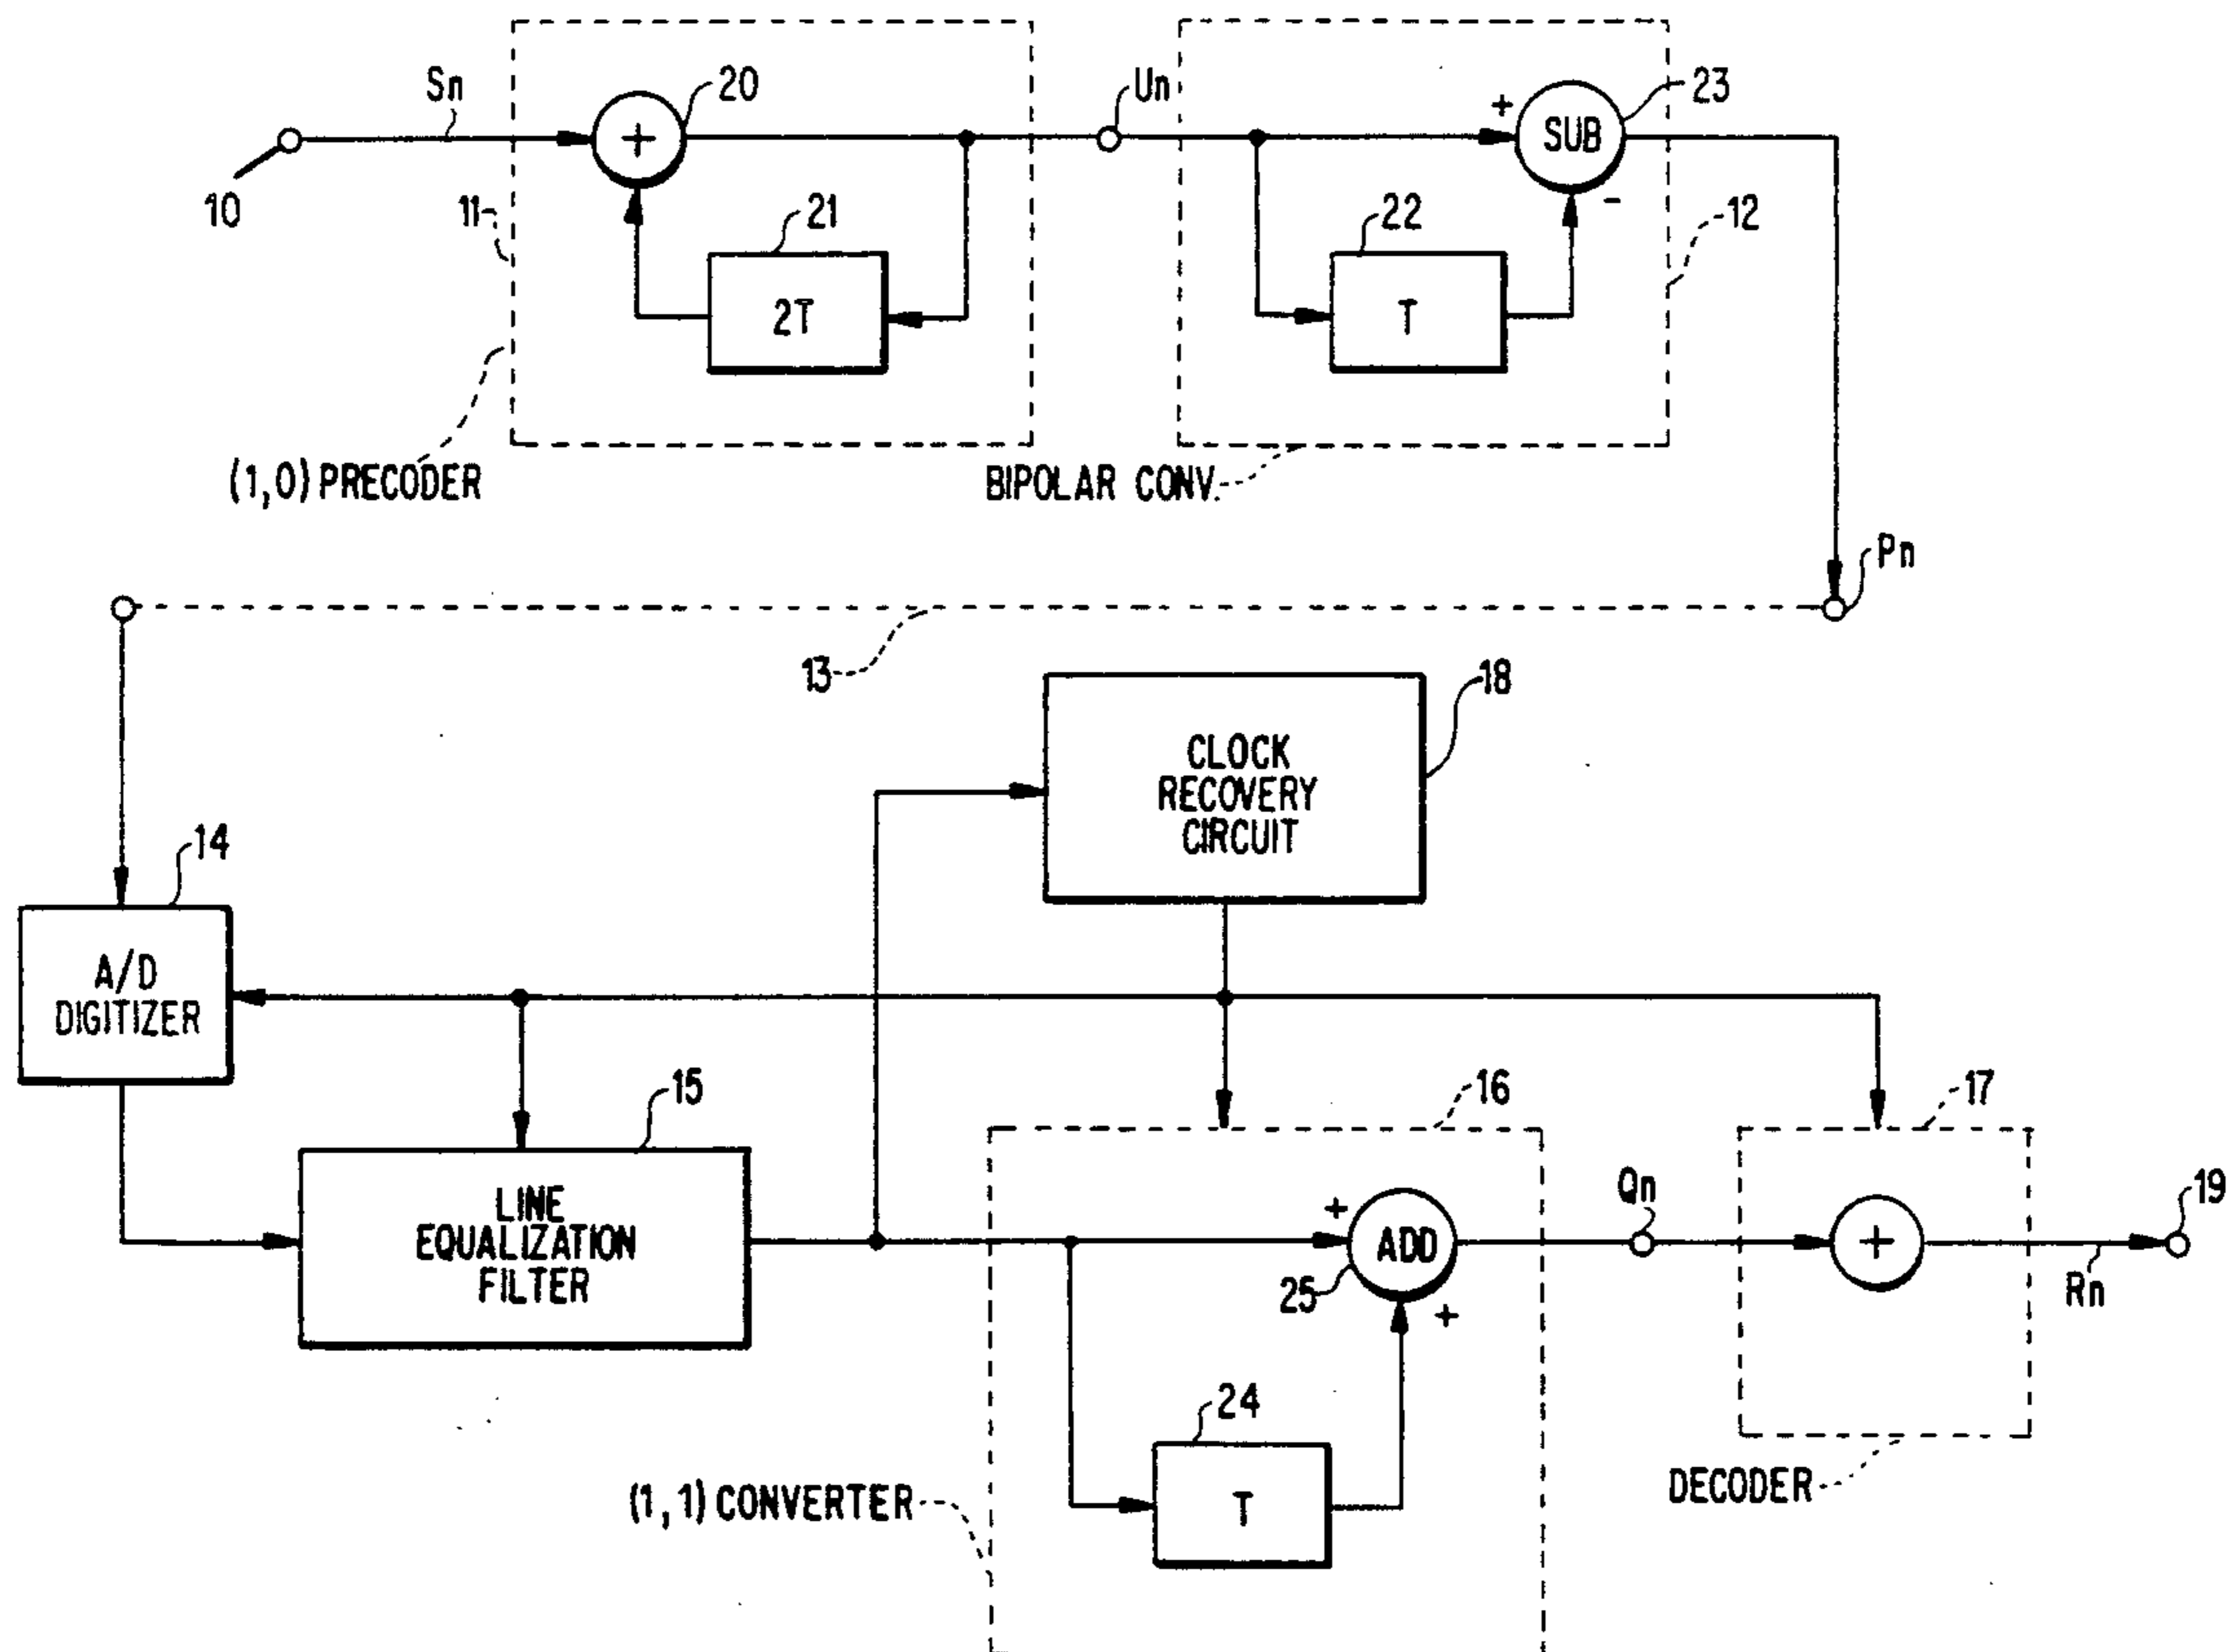 Sn
+
20
Un
+
SUB
23
10
11
21
2T
22
T
-
12
(1,0) PRECODER
BIPOLAR CONV.
Pn
13
18
CLOCK
RECOVERY
CIRCUIT
14
A/D
DIGITIZER
15
LINE
EQUALIZATION
FILTER
16
17
+
ADD
25
+
Qn
+
Rn
19
24
T
(1,1) CONVERTER
DECODER